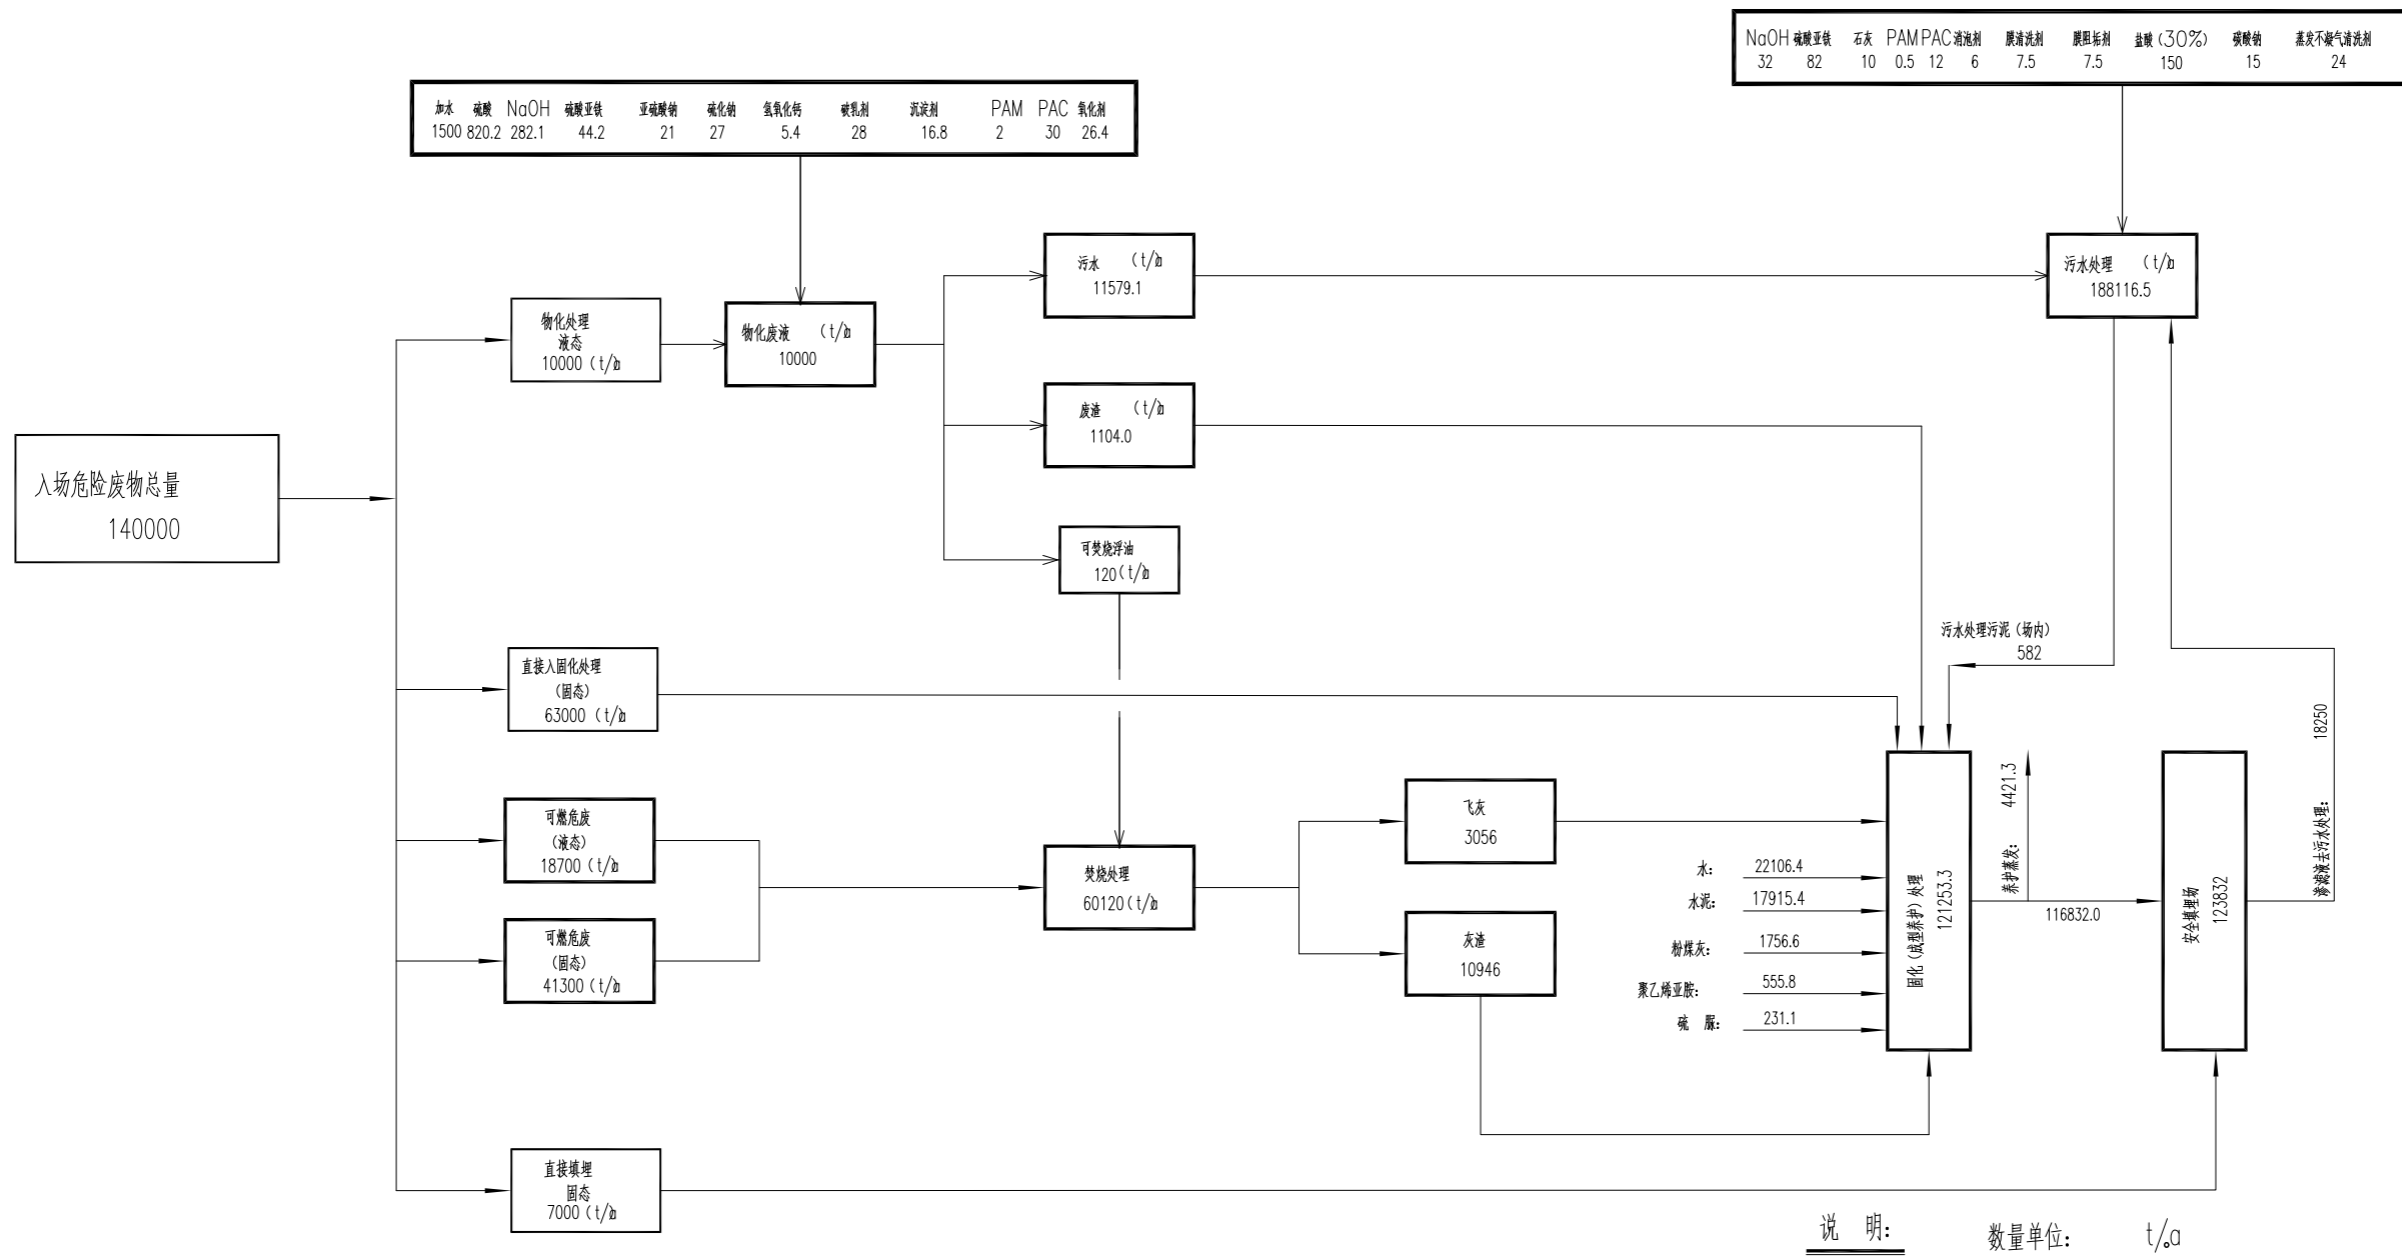 NaOH 硫酸亚铁 石灰 PAM PAC 消泡剂 膜清洗剂 膜阻垢剂 盐酸(30%) 碳酸钠 蒸发不凝气清洗剂
32 82 10 0.5 12 6 7.5 7.5 150 15 24
加水 硫酸 NaOH 硫酸亚铁 亚硫酸钠 硫化钠 氢氧化钙 破乳剂 沉淀剂 PAM PAC 氧化剂
1500 820.2 282.1 44.2 21 27 5.4 28 16.8 2 30 26.4
污水 (t/a)
11579.1
污水处理 (t/a)
188116.5
物化处理
液态
10000(t/a)
物化废液 (t/a)
10000
废渣 (t/a)
1104.0
入场危险废物总量
140000
可焚烧浮油
120(t/a)
污水处理污泥(场内)
582
直接入固化处理
(固态)
63000(t/a)
18250
渗滤液去污水处理:
可燃危废
(液态)
18700(t/a)
飞灰
3056
焚烧处理
60120(t/a)
水: 22106.4
水泥: 17915.4
粉煤灰: 1756.6
聚乙烯亚胺: 555.8
硫 脲: 231.1
固化(成型养护)处理
121253.3
养护蒸发: 4421.3
116832.0
安全填埋场
123832
可燃危废
(固态)
41300(t/a)
灰渣
10946
直接填埋
固态
7000(t/a)
说 明: 数量单位: t/a